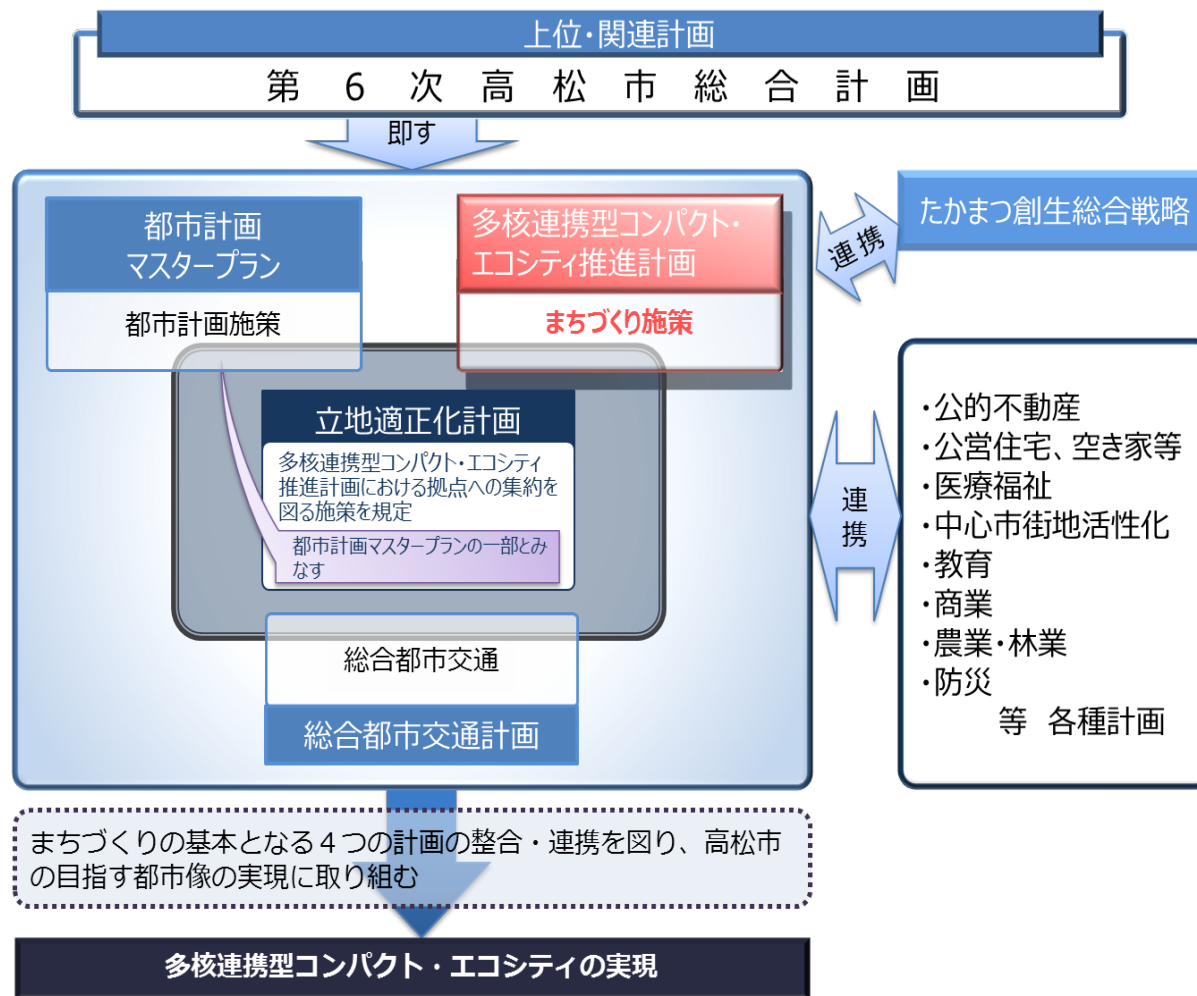 上位・関連計画
第６次高松市総合計画
即す
都市計画
マスタープラン
都市計画施策
多核連携型コンパクト・
エコシティ推進計画
まちづくり施策
連携
たかまつ創生総合戦略
立地適正化計画
多核連携型コンパクト・エコシティ
推進計画における拠点への集約を
図る施策を規定
都市計画マスタープランの一部とみ
なす
総合都市交通
総合都市交通計画
連
携
・公的不動産
・公営住宅、空き家等
・医療福祉
・中心市街地活性化
・教育
・商業
・農業・林業
・防災
等 各種計画
まちづくりの基本となる４つの計画の整合・連携を図り、高松市
の目指す都市像の実現に取り組む
多核連携型コンパクト・エコシティの実現